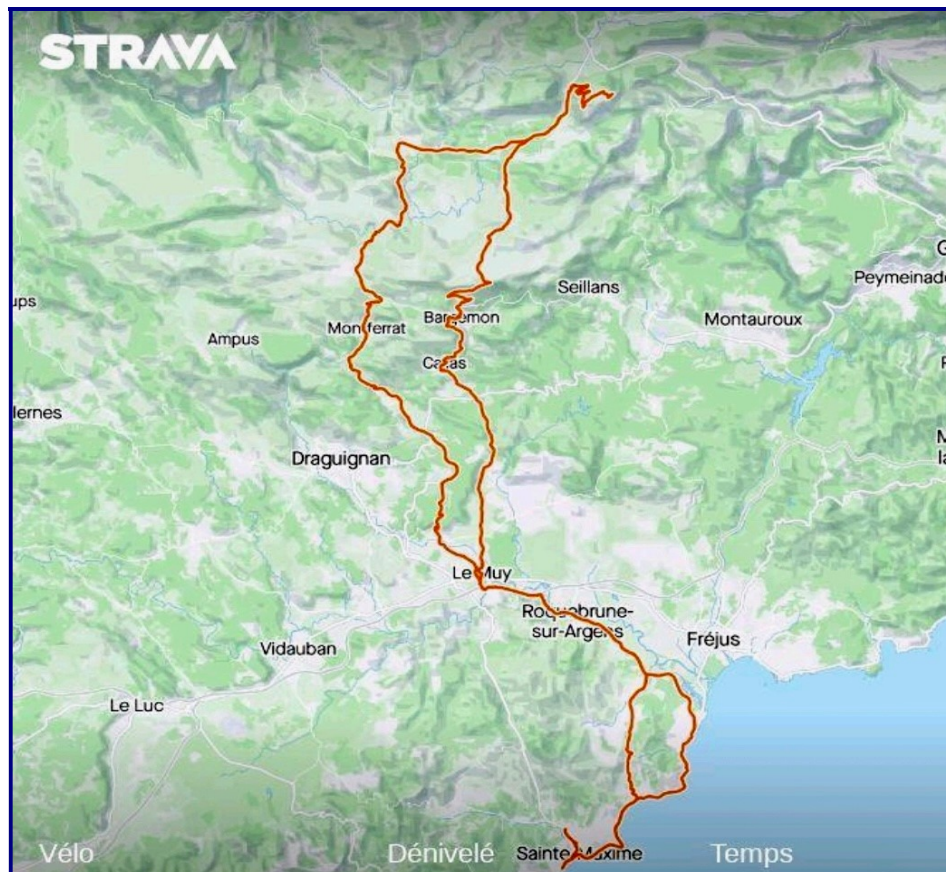 STRAVA
Seillans
Peymeinade
Montferrat
Bargemon
Montauroux
Ampus
Callas
Draguignan
Le Muy
Roquebrune-
sur-Argens
Fréjus
Vidauban
Le Luc
Vélo
Dénivelé
Sainte-Maxime
Temps